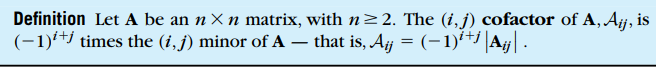 Definition Let A be an n × n matrix, with n ≥ 2. The (i, j) cofactor of A, 𝒜ᵢⱼ, is
(−1)ⁱ⁺ʲ times the (i, j) minor of A — that is, 𝒜ᵢⱼ = (−1)ⁱ⁺ʲ |Aᵢⱼ| .